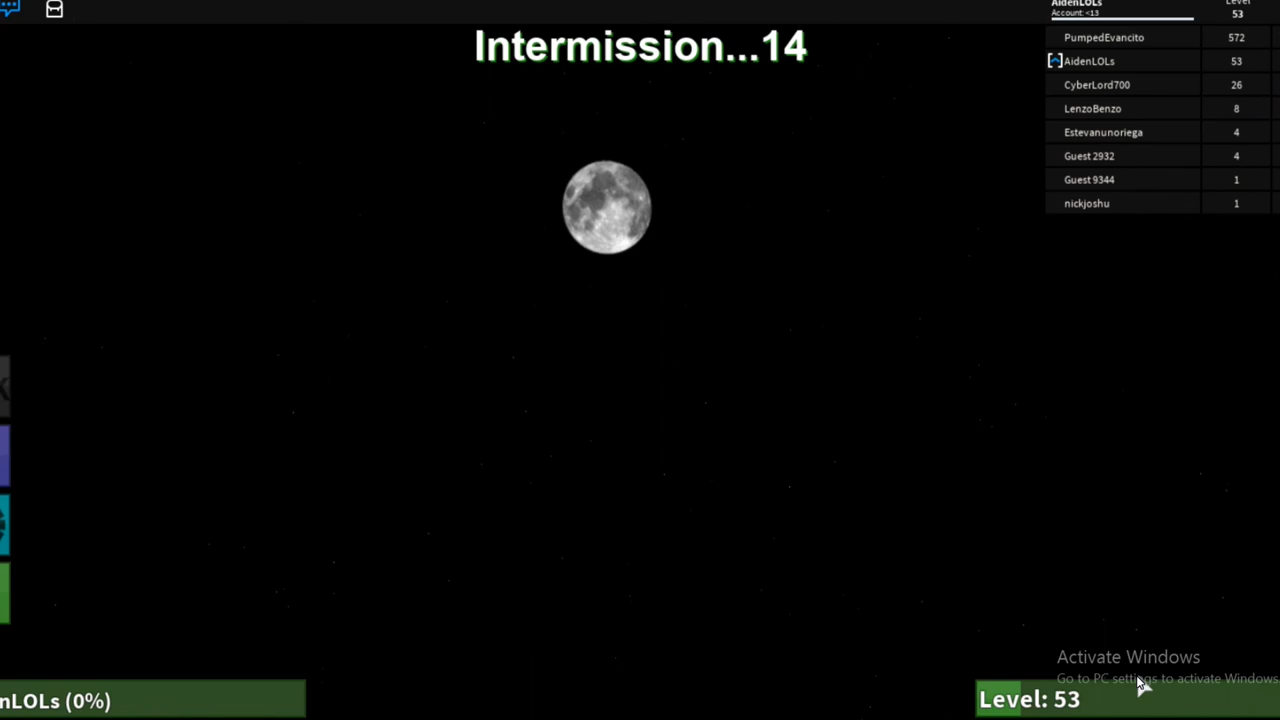 AidenLOLs
Account: <13
Level
53
Intermission...14
PumpedEvancito 572
AidenLOLs 53
CyberLord700 26
LenzoBenzo 8
Estevanunoriega 4
Guest 2932 4
Guest 9344 1
nickjoshu 1
Activate Windows
Go to PC settings to activate Windows.
nLOLs (0%)
Level: 53